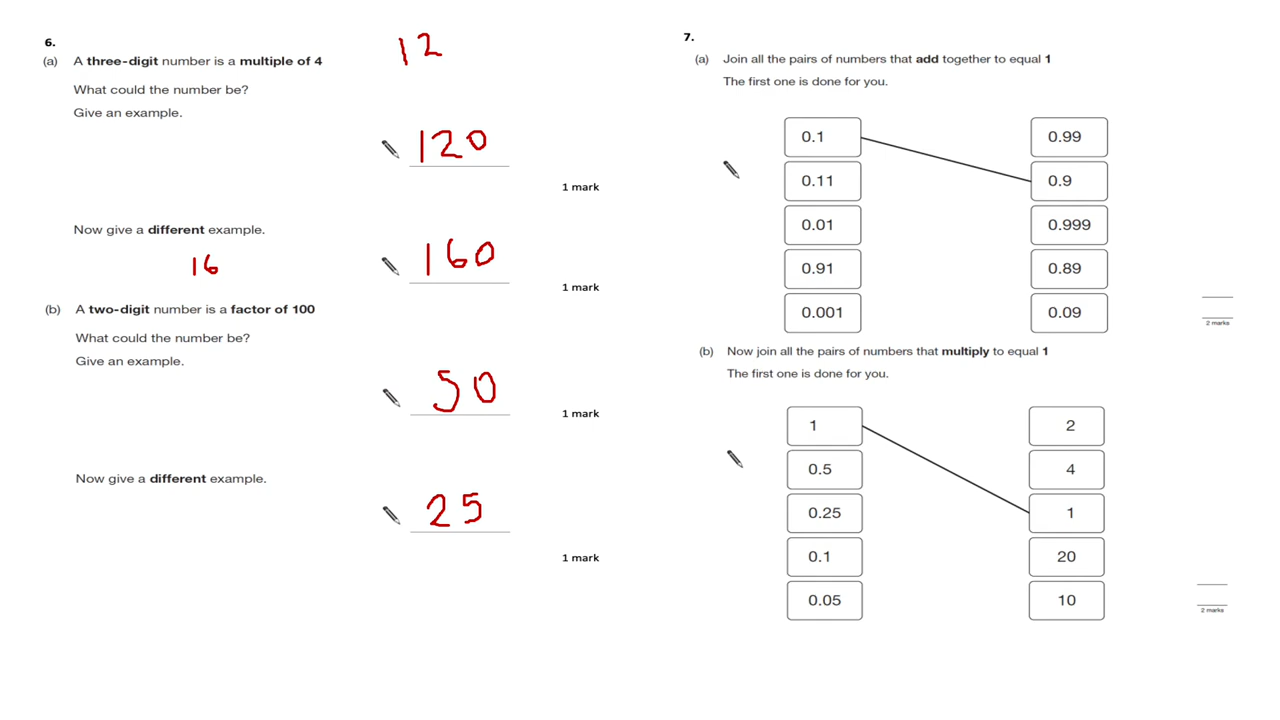 6.
12
(a) A three-digit number is a multiple of 4
What could the number be?
Give an example.
120
1 mark
Now give a different example.
16
160
1 mark
(b) A two-digit number is a factor of 100
What could the number be?
Give an example.
50
1 mark
Now give a different example.
25
1 mark
7.
(a) Join all the pairs of numbers that add together to equal 1
The first one is done for you.
0.1 0.99
0.11 0.9
0.01 0.999
0.91 0.89
0.001 0.09
2 marks
(b) Now join all the pairs of numbers that multiply to equal 1
The first one is done for you.
1 2
0.5 4
0.25 1
0.1 20
0.05 10
2 marks